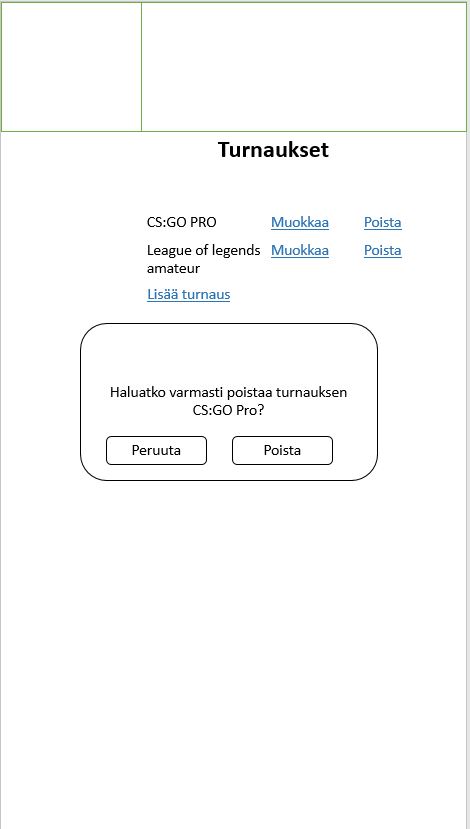 Turnaukset
CS:GO PRO Muokkaa Poista
League of legends Muokkaa Poista
amateur
Lisää turnaus
Haluatko varmasti poistaa turnauksen
CS:GO Pro?
Peruuta Poista